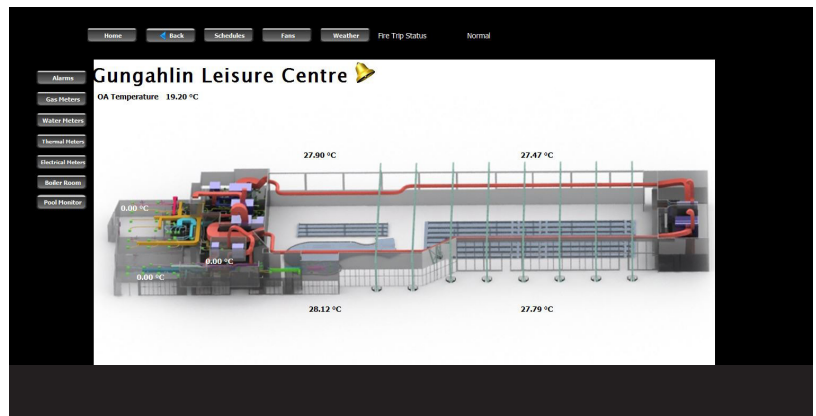 Home Back Schedules Fans Weather Fire Trip Status Normal
Gungahlin Leisure Centre
Alarms
OA Temperature 19.20 °C
Gas Meters
Water Meters
Thermal Meters
27.90 °C 27.47 °C
Electrical Meters
Boiler Room
Pool Monitor
0.00 °C
0.00 °C
0.00 °C
28.12 °C 27.79 °C